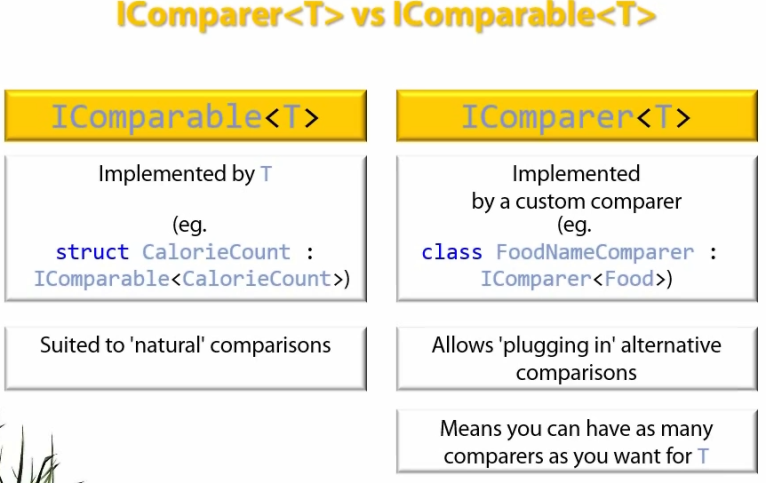 IComparer<T> vs IComparable<T>
IComparable<T>
Implemented by T
(eg.
struct CalorieCount :
IComparable<CalorieCount>)
Suited to 'natural' comparisons
IComparer<T>
Implemented
by a custom comparer
(eg.
class FoodNameComparer :
IComparer<Food>)
Allows 'plugging in' alternative
comparisons
Means you can have as many
comparers as you want for T